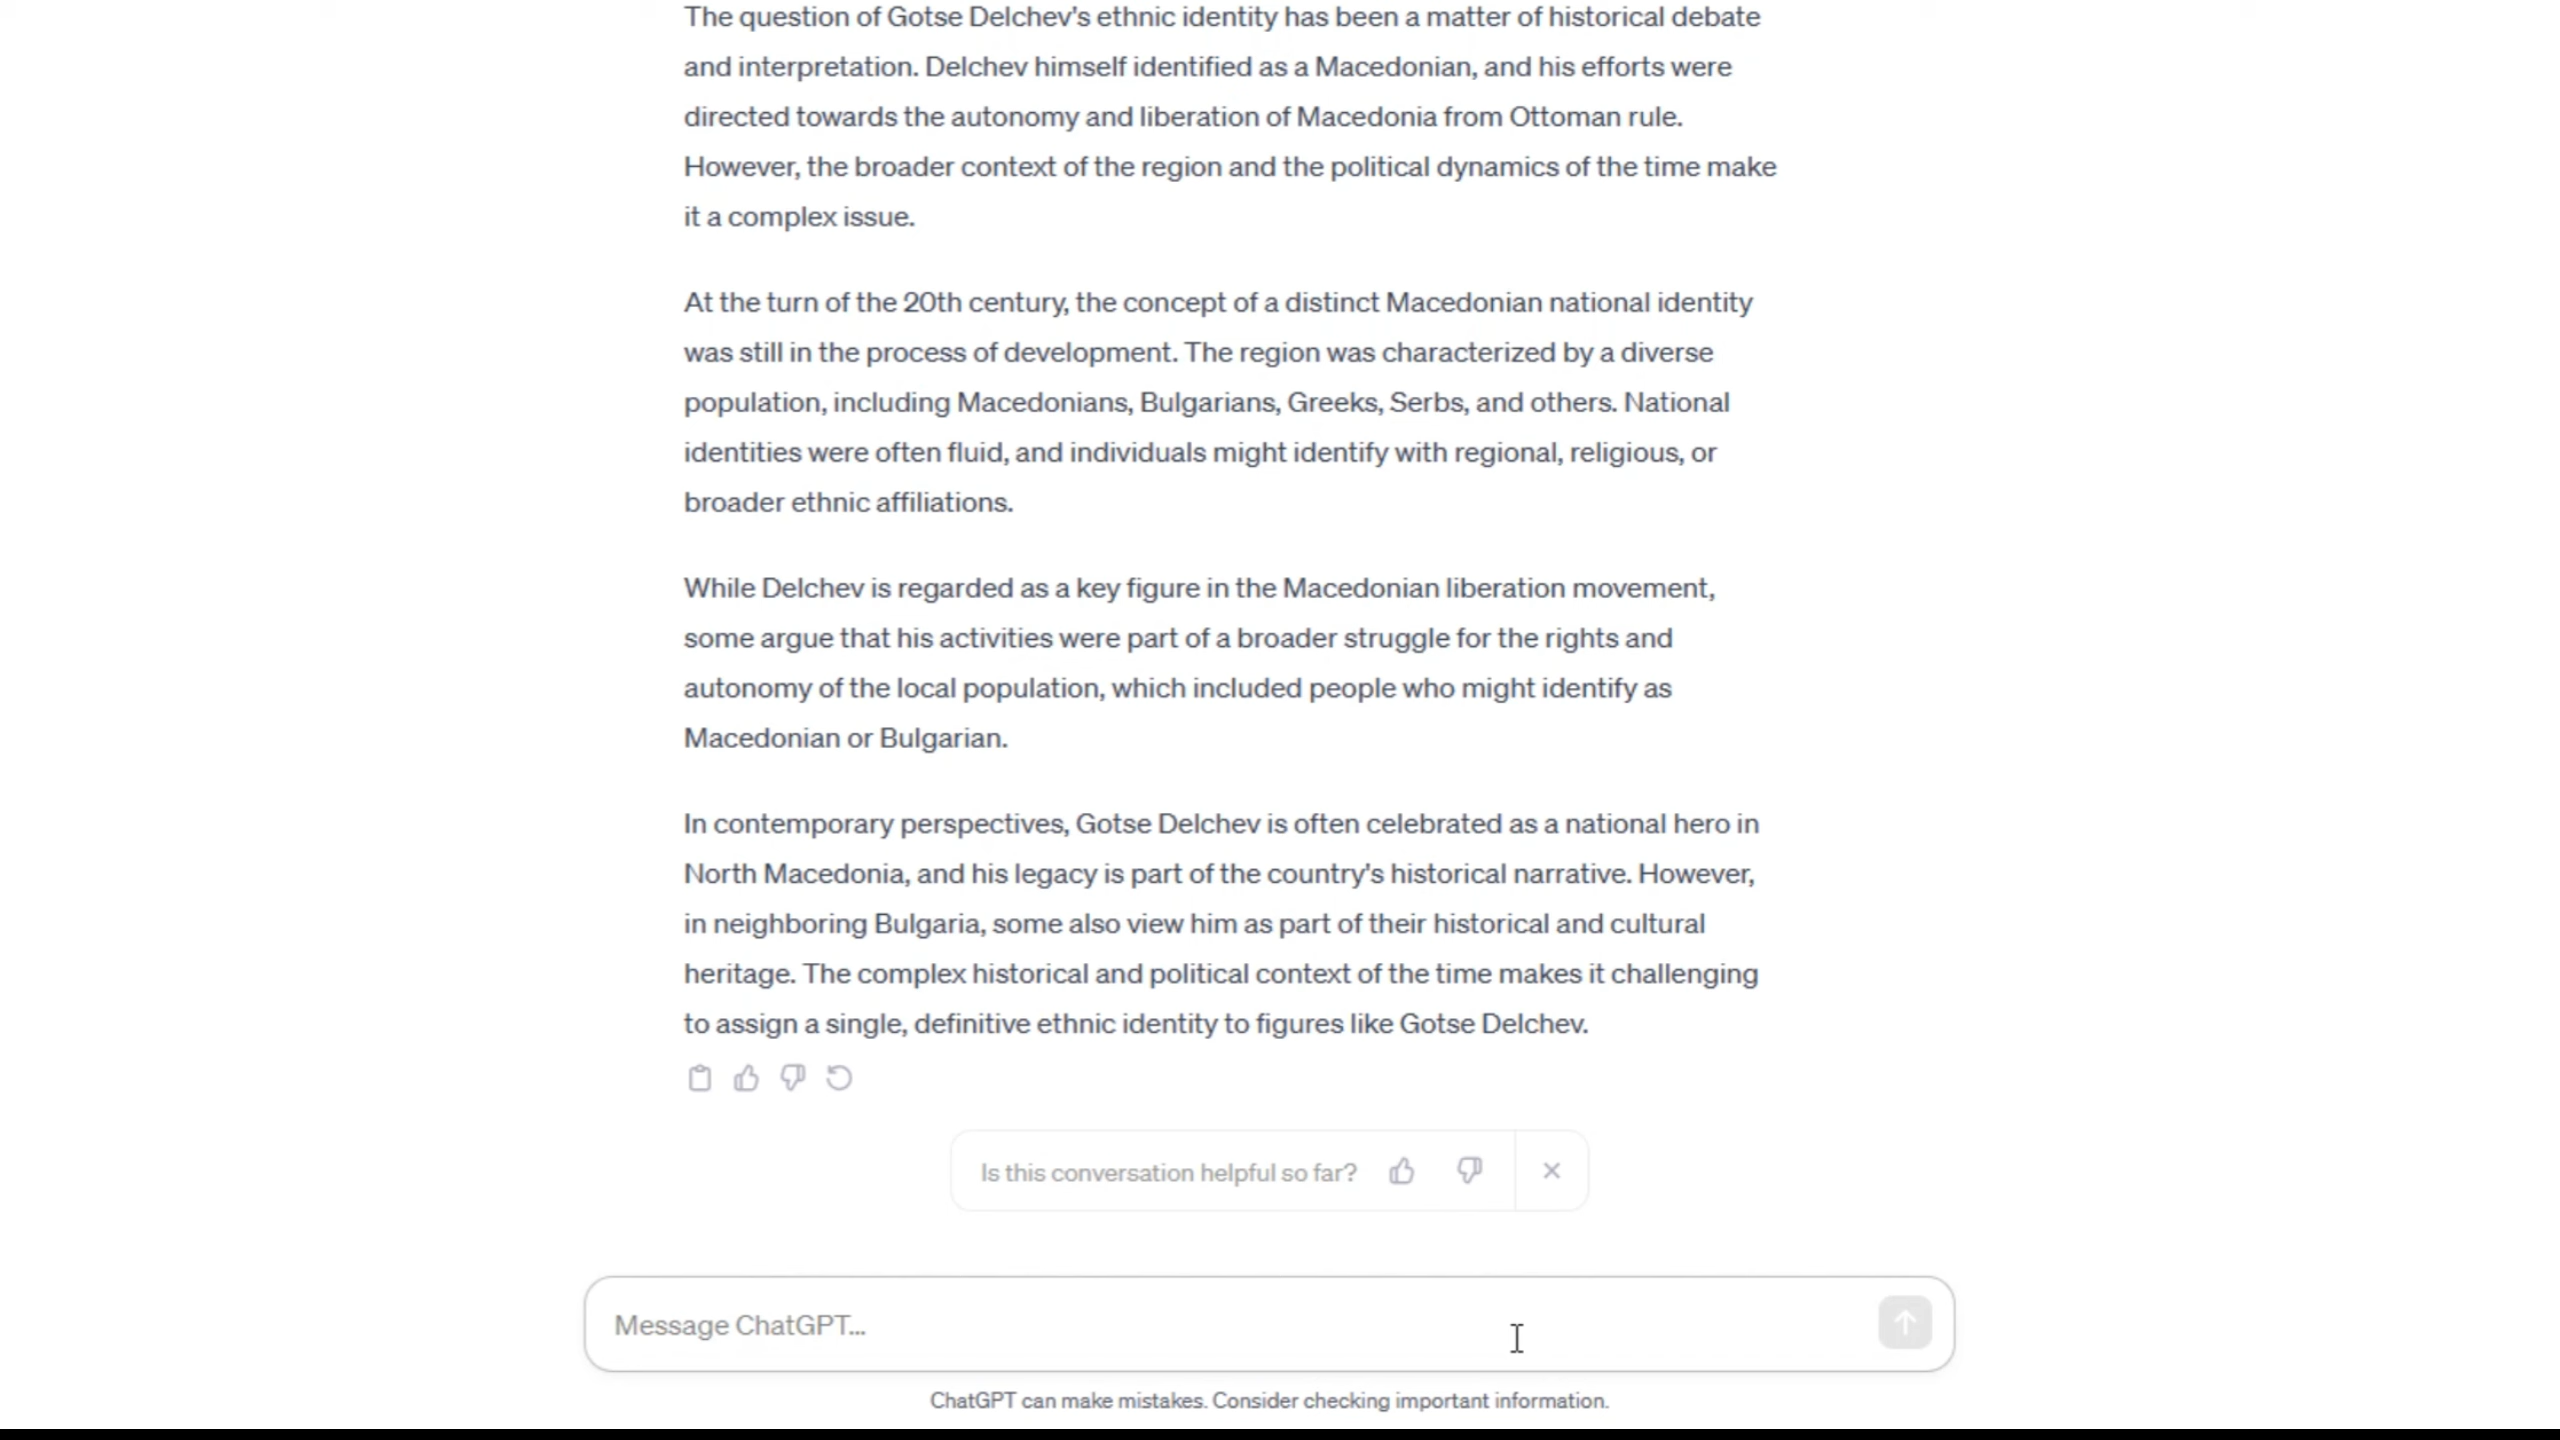 The question of Gotse Delchev's ethnic identity has been a matter of historical debate
and interpretation. Delchev himself identified as a Macedonian, and his efforts were
directed towards the autonomy and liberation of Macedonia from Ottoman rule.
However, the broader context of the region and the political dynamics of the time make
it a complex issue.
At the turn of the 20th century, the concept of a distinct Macedonian national identity
was still in the process of development. The region was characterized by a diverse
population, including Macedonians, Bulgarians, Greeks, Serbs, and others. National
identities were often fluid, and individuals might identify with regional, religious, or
broader ethnic affiliations.
While Delchev is regarded as a key figure in the Macedonian liberation movement,
some argue that his activities were part of a broader struggle for the rights and
autonomy of the local population, which included people who might identify as
Macedonian or Bulgarian.
In contemporary perspectives, Gotse Delchev is often celebrated as a national hero in
North Macedonia, and his legacy is part of the country's historical narrative. However,
in neighboring Bulgaria, some also view him as part of their historical and cultural
heritage. The complex historical and political context of the time makes it challenging
to assign a single, definitive ethnic identity to figures like Gotse Delchev.
Is this conversation helpful so far?
Message ChatGPT...
ChatGPT can make mistakes. Consider checking important information.